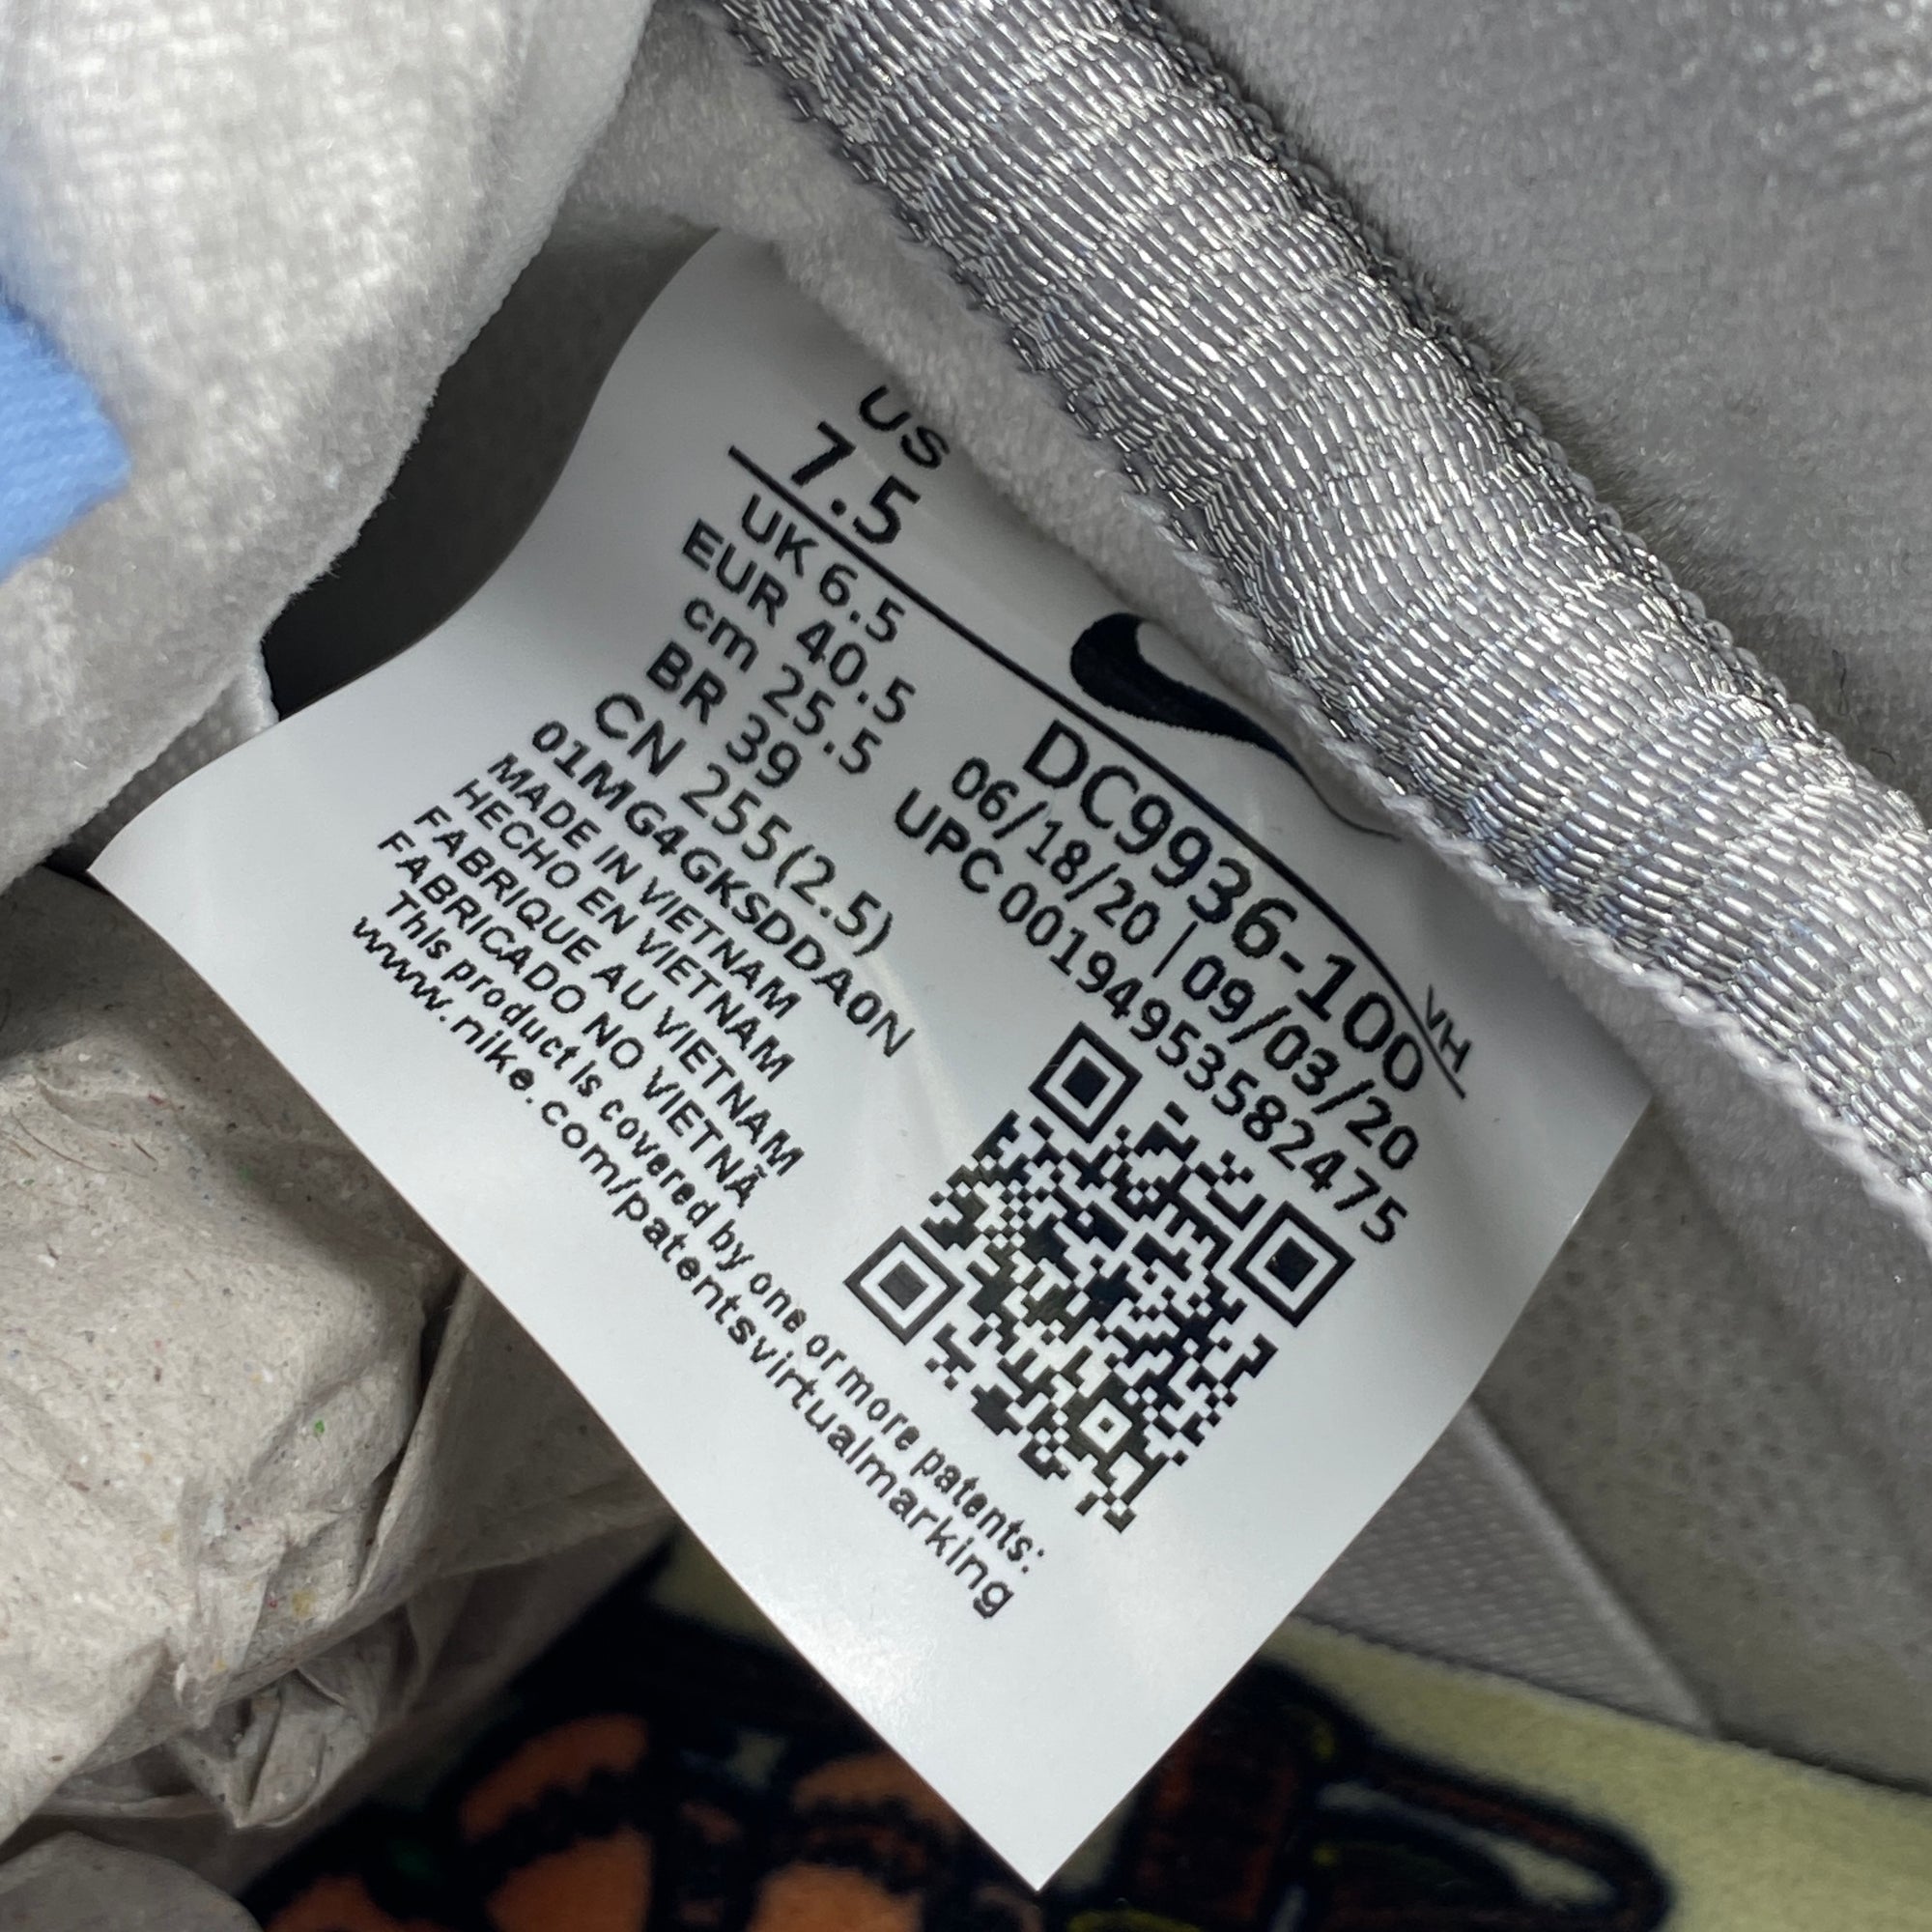 US
7.5
VH
UK 6.5
EUR 40.5
cm 25.5
BR 39
CN 255(2.5)
01MG4GKSDDA0N
MADE IN VIETNAM
HECHO EN VIETNAM
FABRIQUE AU VIETNAM
FABRICADO NO VIETNÃ
This product is covered by one or more patents:
www.nike.com/patentsvirtualmarking
DC9936-100
06/18/20 | 09/03/20
UPC 00194953582475